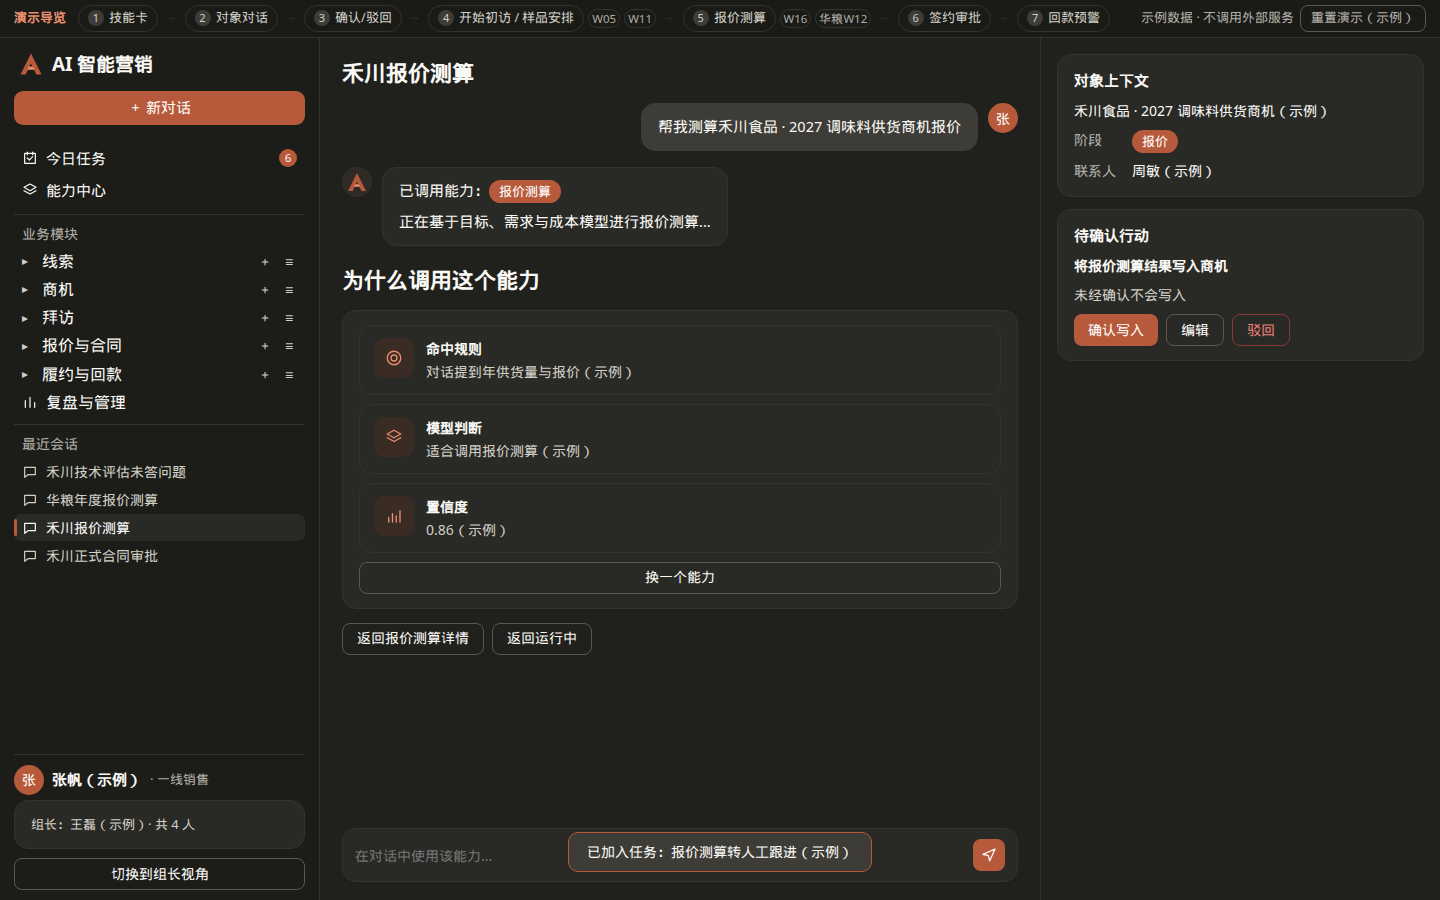 演示导览 1 技能卡 → 2 对象对话 → 3 确认/驳回 → 4 开始初访 / 样品安排 W05 W11 → 5 报价测算 W16 华粮W12 → 6 签约审批 → 7 回款预警 示例数据 · 不调用外部服务 重置演示（示例）
AI 智能营销
+ 新对话
今日任务 6
能力中心
业务模块
▸ 线索 + ≡
▸ 商机 + ≡
▸ 拜访 + ≡
▸ 报价与合同 + ≡
▸ 履约与回款 + ≡
复盘与管理
最近会话
禾川技术评估未答问题
华粮年度报价测算
禾川报价测算
禾川正式合同审批
张 张帆（示例） · 一线销售
组长：王磊（示例）· 共 4 人
切换到组长视角
禾川报价测算
帮我测算禾川食品 · 2027 调味料供货商机报价 张
已调用能力： 报价测算
正在基于目标、需求与成本模型进行报价测算...
为什么调用这个能力
命中规则
对话提到年供货量与报价（示例）
模型判断
适合调用报价测算（示例）
置信度
0.86（示例）
换一个能力
返回报价测算详情 返回运行中
在对话中使用该能力...
已加入任务：报价测算转人工跟进（示例）
对象上下文
禾川食品 · 2027 调味料供货商机（示例）
阶段 报价
联系人 周敏（示例）
待确认行动
将报价测算结果写入商机
未经确认不会写入
确认写入 编辑 驳回